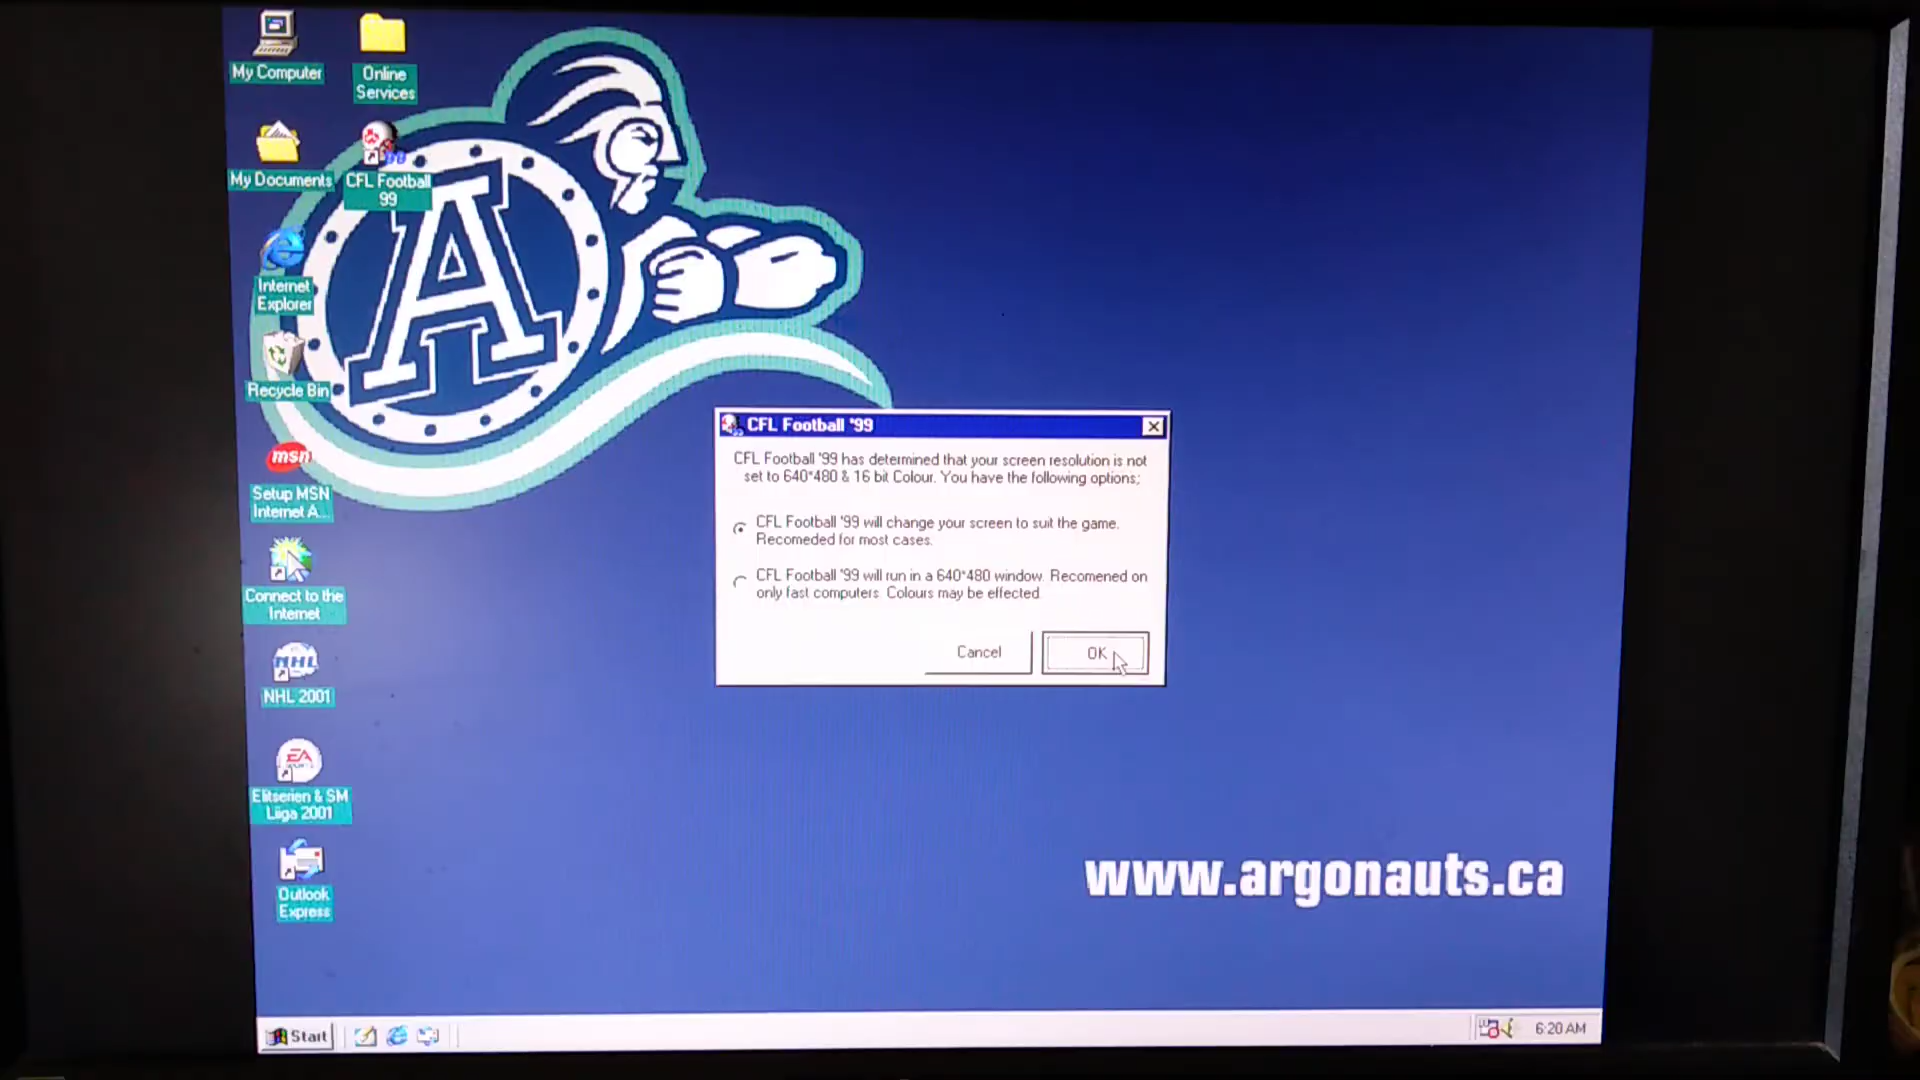 My Computer
Online
Services
My Documents
CFL Football
99
Internet
Explorer
Recycle Bin
msn
Setup MSN
Internet A...
Connect to the
Internet
NHL
NHL 2001
EA
Elitserien & SM
Liiga 2001
Outlook
Express
A
CFL Football '99
CFL Football '99 has determined that your screen resolution is not
set to 640*480 & 16 bit Colour. You have the following options;
CFL Football '99 will change your screen to suit the game.
Recomeded for most cases.
CFL Football '99 will run in a 640*480 window. Recomened on
only fast computers. Colours may be effected.
Cancel
OK
www.argonauts.ca
Start
6:20 AM